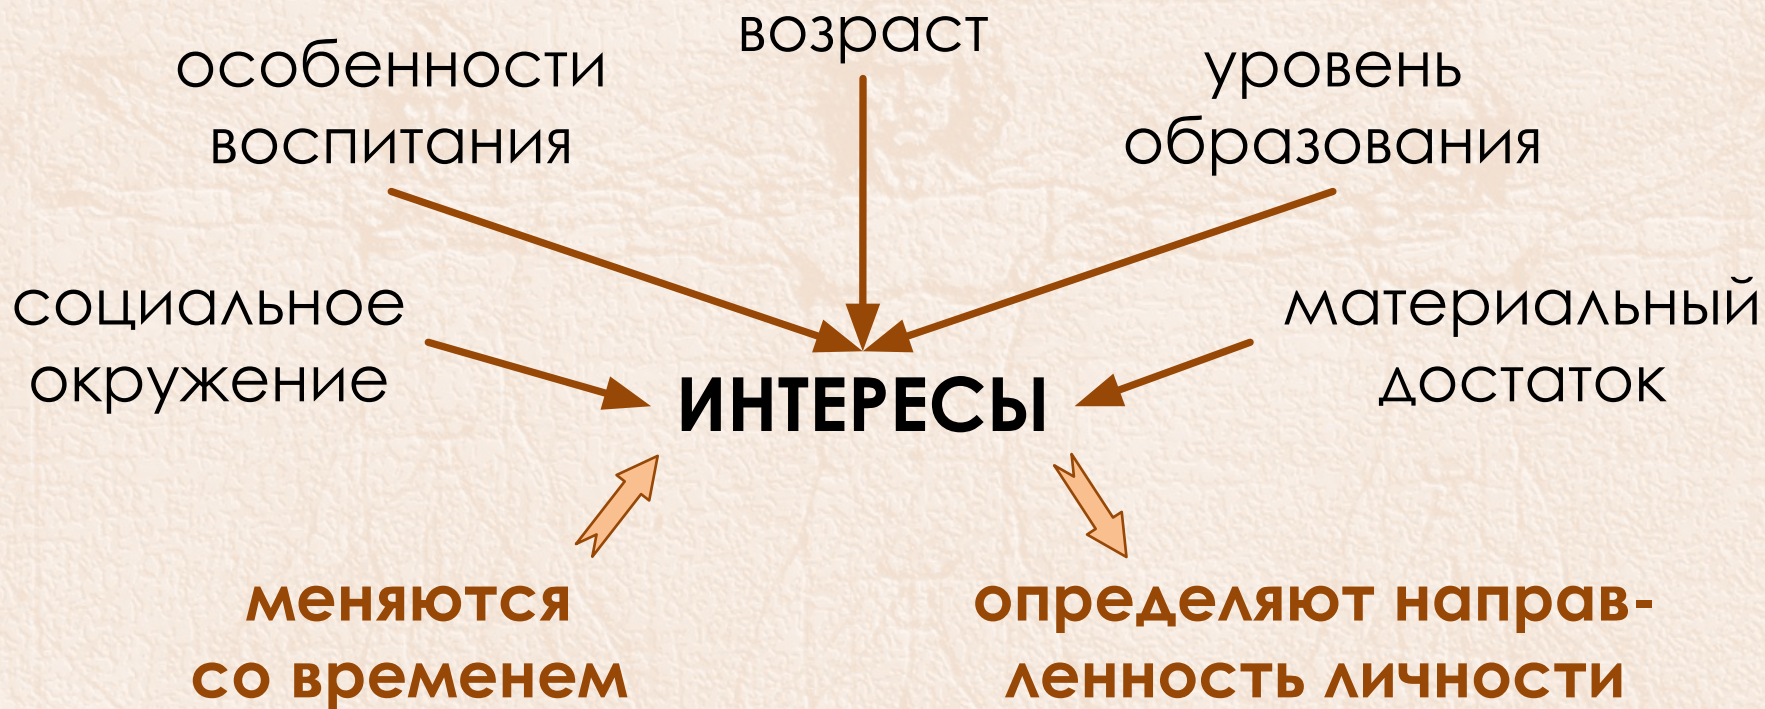 возраст
особенности
воспитания
уровень
образования
социальное
окружение
материальный
достаток
ИНТЕРЕСЫ
меняются
со временем
определяют направ-
ленность личности